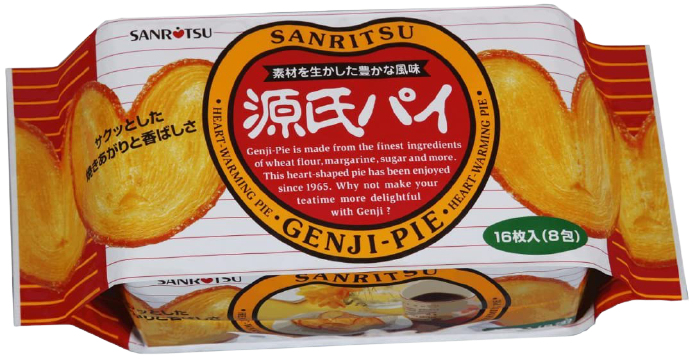 SANRITSU
SANRITSU
素材を生かした豊かな風味
源氏パイ
サクッとした
焼きあがりと香ばしさ
Genji-Pie is made from the finest ingredients
of wheat flour, margarine, sugar and more.
This heart-shaped pie has been enjoyed
since 1965. Why not make your
teatime more delightful
with Genji ?
• HEART-WARMING PIE •
• HEART-WARMING PIE •
GENJI-PIE
16枚入(8包)
SANRITSU
SANRITSU